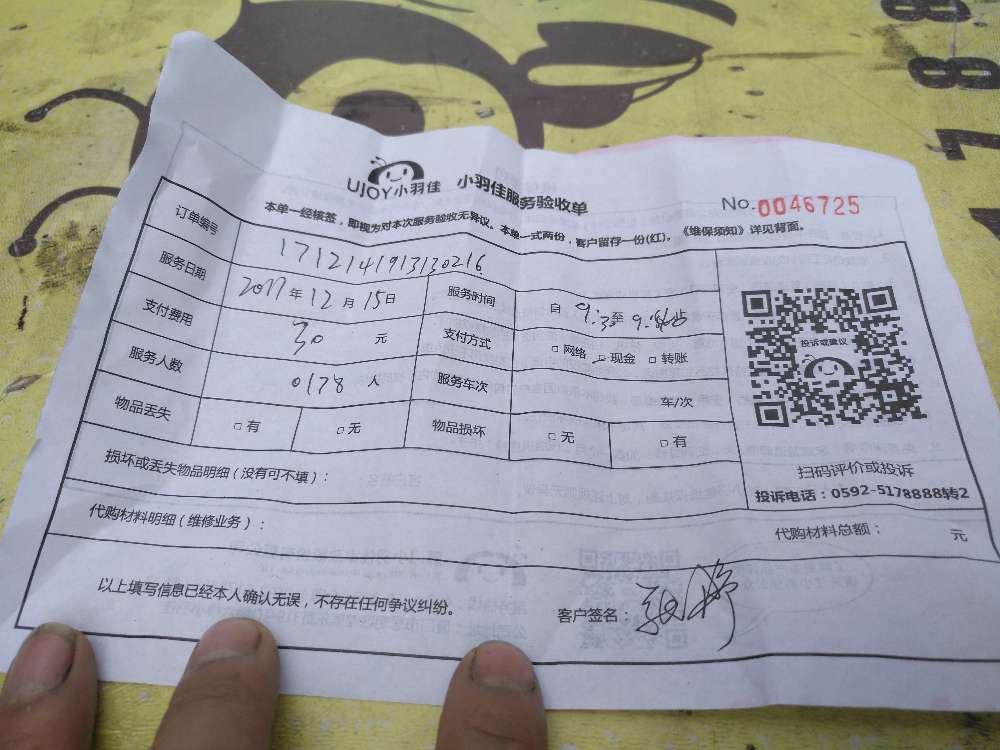 UJOY小羽佳 小羽佳服务验收单 No.0046725
本单一经核签,即视为对本次服务验收无异议。本单一式两份,客户留存一份(红)。《维保须知》详见背面。
订单编号 1712141913130216
服务日期 2017年12月15日 服务时间 自 9:30 至
支付费用 30 元 支付方式 □网络 □现金 □转账
服务人数 0178 人 服务车次 车/次
物品丢失 □有 □无 物品损坏 □无 □有
投诉或建议
扫码评价或投诉
投诉电话:0592-5178888转2
损坏或丢失物品明细(没有可不填):
代购材料明细(维修业务): 代购材料总额: 元
以上填写信息已经本人确认无误,不存在任何争议纠纷。 客户签名: